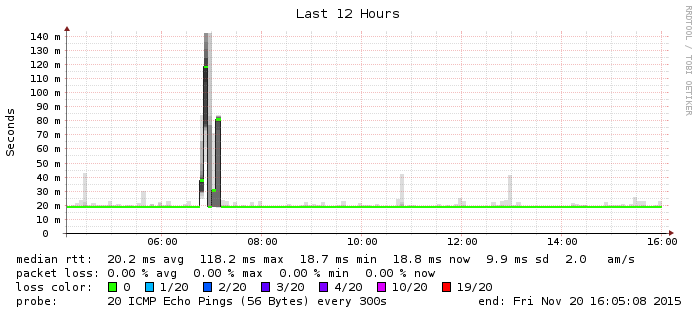 Last 12 Hours
RRDTOOL / TOBI OETIKER
Seconds
140 m
130 m
120 m
110 m
100 m
90 m
80 m
70 m
60 m
50 m
40 m
30 m
20 m
10 m
0
06:00 08:00 10:00 12:00 14:00 16:00
median rtt: 20.2 ms avg 118.2 ms max 18.7 ms min 18.8 ms now 9.9 ms sd 2.0 am/s
packet loss: 0.00 % avg 0.00 % max 0.00 % min 0.00 % now
loss color: 0 1/20 2/20 3/20 4/20 10/20 19/20
probe: 20 ICMP Echo Pings (56 Bytes) every 300s end: Fri Nov 20 16:05:08 2015